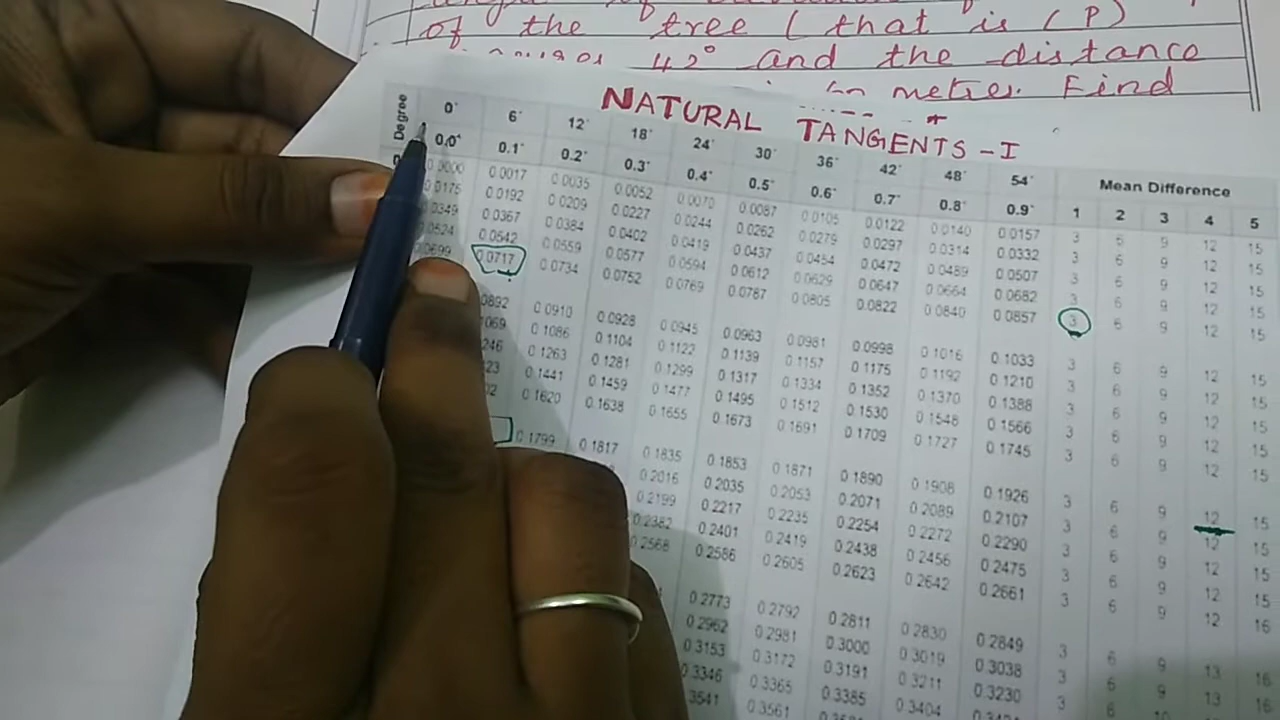 of the tree ( that is ( P )
42° and the distance
in metres. Find
NATURAL TANGENTS - I
Degree 0' 6' 12' 18' 24' 30' 36' 42' 48' 54' Mean Difference
0.0° 0.1° 0.2° 0.3° 0.4° 0.5° 0.6° 0.7° 0.8° 0.9° 1 2 3 4 5
0.0000 0.0017 0.0035 0.0052 0.0070 0.0087 0.0105 0.0122 0.0140 0.0157 3 6 9 12 15
0.0175 0.0192 0.0209 0.0227 0.0244 0.0262 0.0279 0.0297 0.0314 0.0332 3 6 9 12 15
0.0349 0.0367 0.0384 0.0402 0.0419 0.0437 0.0454 0.0472 0.0489 0.0507 3 6 9 12 15
0.0524 0.0542 0.0559 0.0577 0.0594 0.0612 0.0629 0.0647 0.0664 0.0682 3 6 9 12 15
0.0699 0.0717 0.0734 0.0752 0.0769 0.0787 0.0805 0.0822 0.0840 0.0857 3 6 9 12 15
0.0910 0.0928 0.0945 0.0963 0.0981 0.0998 0.1016 0.1033 3 6 9 12 15
0.1086 0.1104 0.1122 0.1139 0.1157 0.1175 0.1192 0.1210 3 6 9 12 15
0.1263 0.1281 0.1299 0.1317 0.1334 0.1352 0.1370 0.1388 3 6 9 12 15
0.1441 0.1459 0.1477 0.1495 0.1512 0.1530 0.1548 0.1566 3 6 9 12 15
0.1620 0.1638 0.1655 0.1673 0.1691 0.1709 0.1727 0.1745 3 6 9 12 15
0.1799 0.1817 0.1835 0.1853 0.1871 0.1890 0.1908 0.1926 3 6 9 12 15
0.2016 0.2035 0.2053 0.2071 0.2089 0.2107 3 6 9 12 15
0.2199 0.2217 0.2235 0.2254 0.2272 0.2290 3 6 9 12 15
0.2382 0.2401 0.2419 0.2438 0.2456 0.2475 3 6 9 12 15
0.2568 0.2586 0.2605 0.2623 0.2642 0.2661 3 6 9 12 16
0.2773 0.2792 0.2811 0.2830 0.2849 3 6 9 13 16
0.2962 0.2981 0.3000 0.3019 0.3038 3 6 9 13 16
0.3153 0.3172 0.3191 0.3211 0.3230 3 6 10
0.3346 0.3365 0.3385 0.3404
0.3561